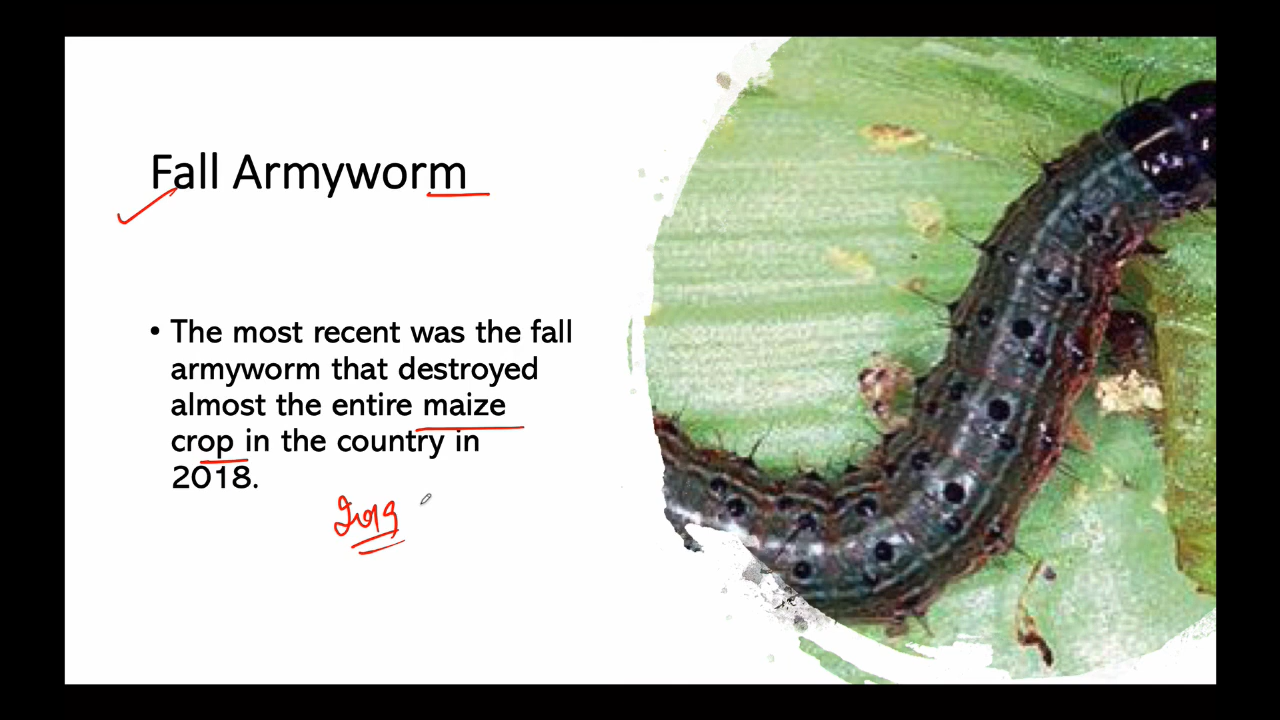 Fall Armyworm
• The most recent was the fall
armyworm that destroyed
almost the entire maize
crop in the country in
2018.
2019